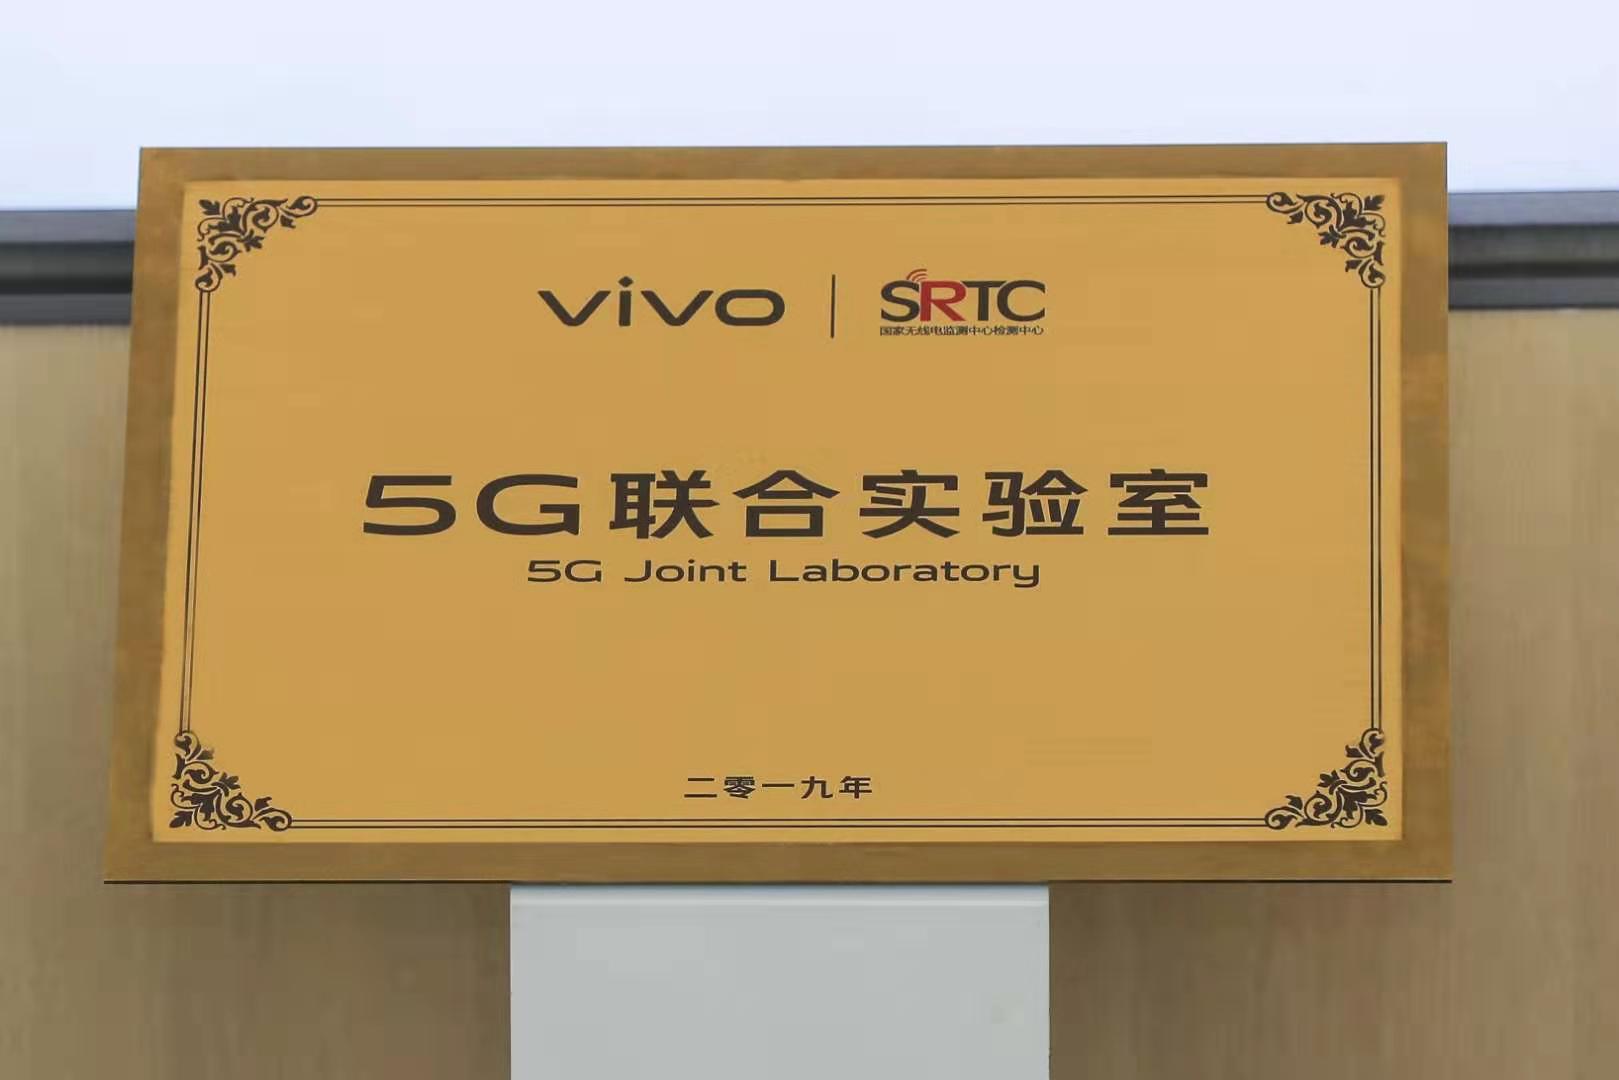 vivo | SRTC
国家无线电监测中心检测中心
5G联合实验室
5G Joint Laboratory
二零一九年